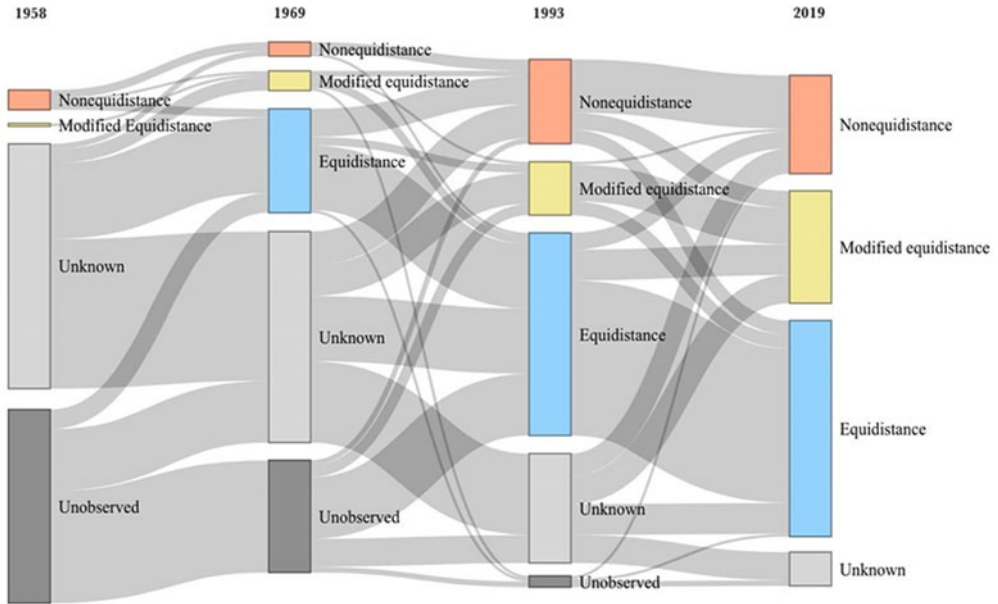 1958
1969
1993
2019
Nonequidistance
Modified Equidistance
Unknown
Unobserved
Nonequidistance
Modified equidistance
Equidistance
Unknown
Unobserved
Nonequidistance
Modified equidistance
Equidistance
Unknown
Unobserved
Nonequidistance
Modified equidistance
Equidistance
Unknown